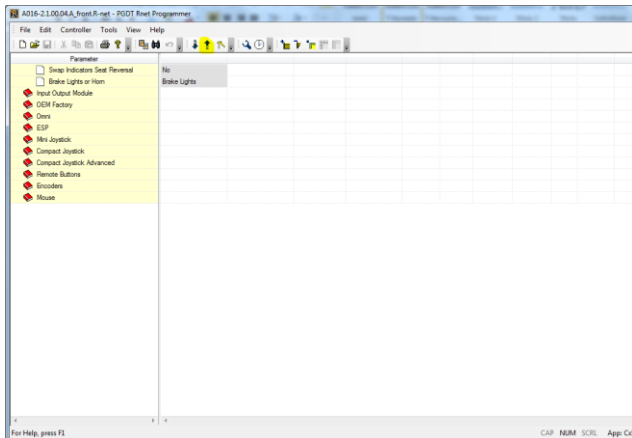 A016-2.1.00.04.A_front.R-net - PGDT Rnet Programmer
File Edit Controller Tools View Help
Parameter
Swap Indicators Seat Reversal No
Brake Lights or Horn Brake Lights
Input Output Module
OEM Factory
Omni
ESP
Mini Joystick
Compact Joystick
Compact Joystick Advanced
Remote Buttons
Encoders
Mouse
For Help, press F1 CAP NUM SCRL App: Co